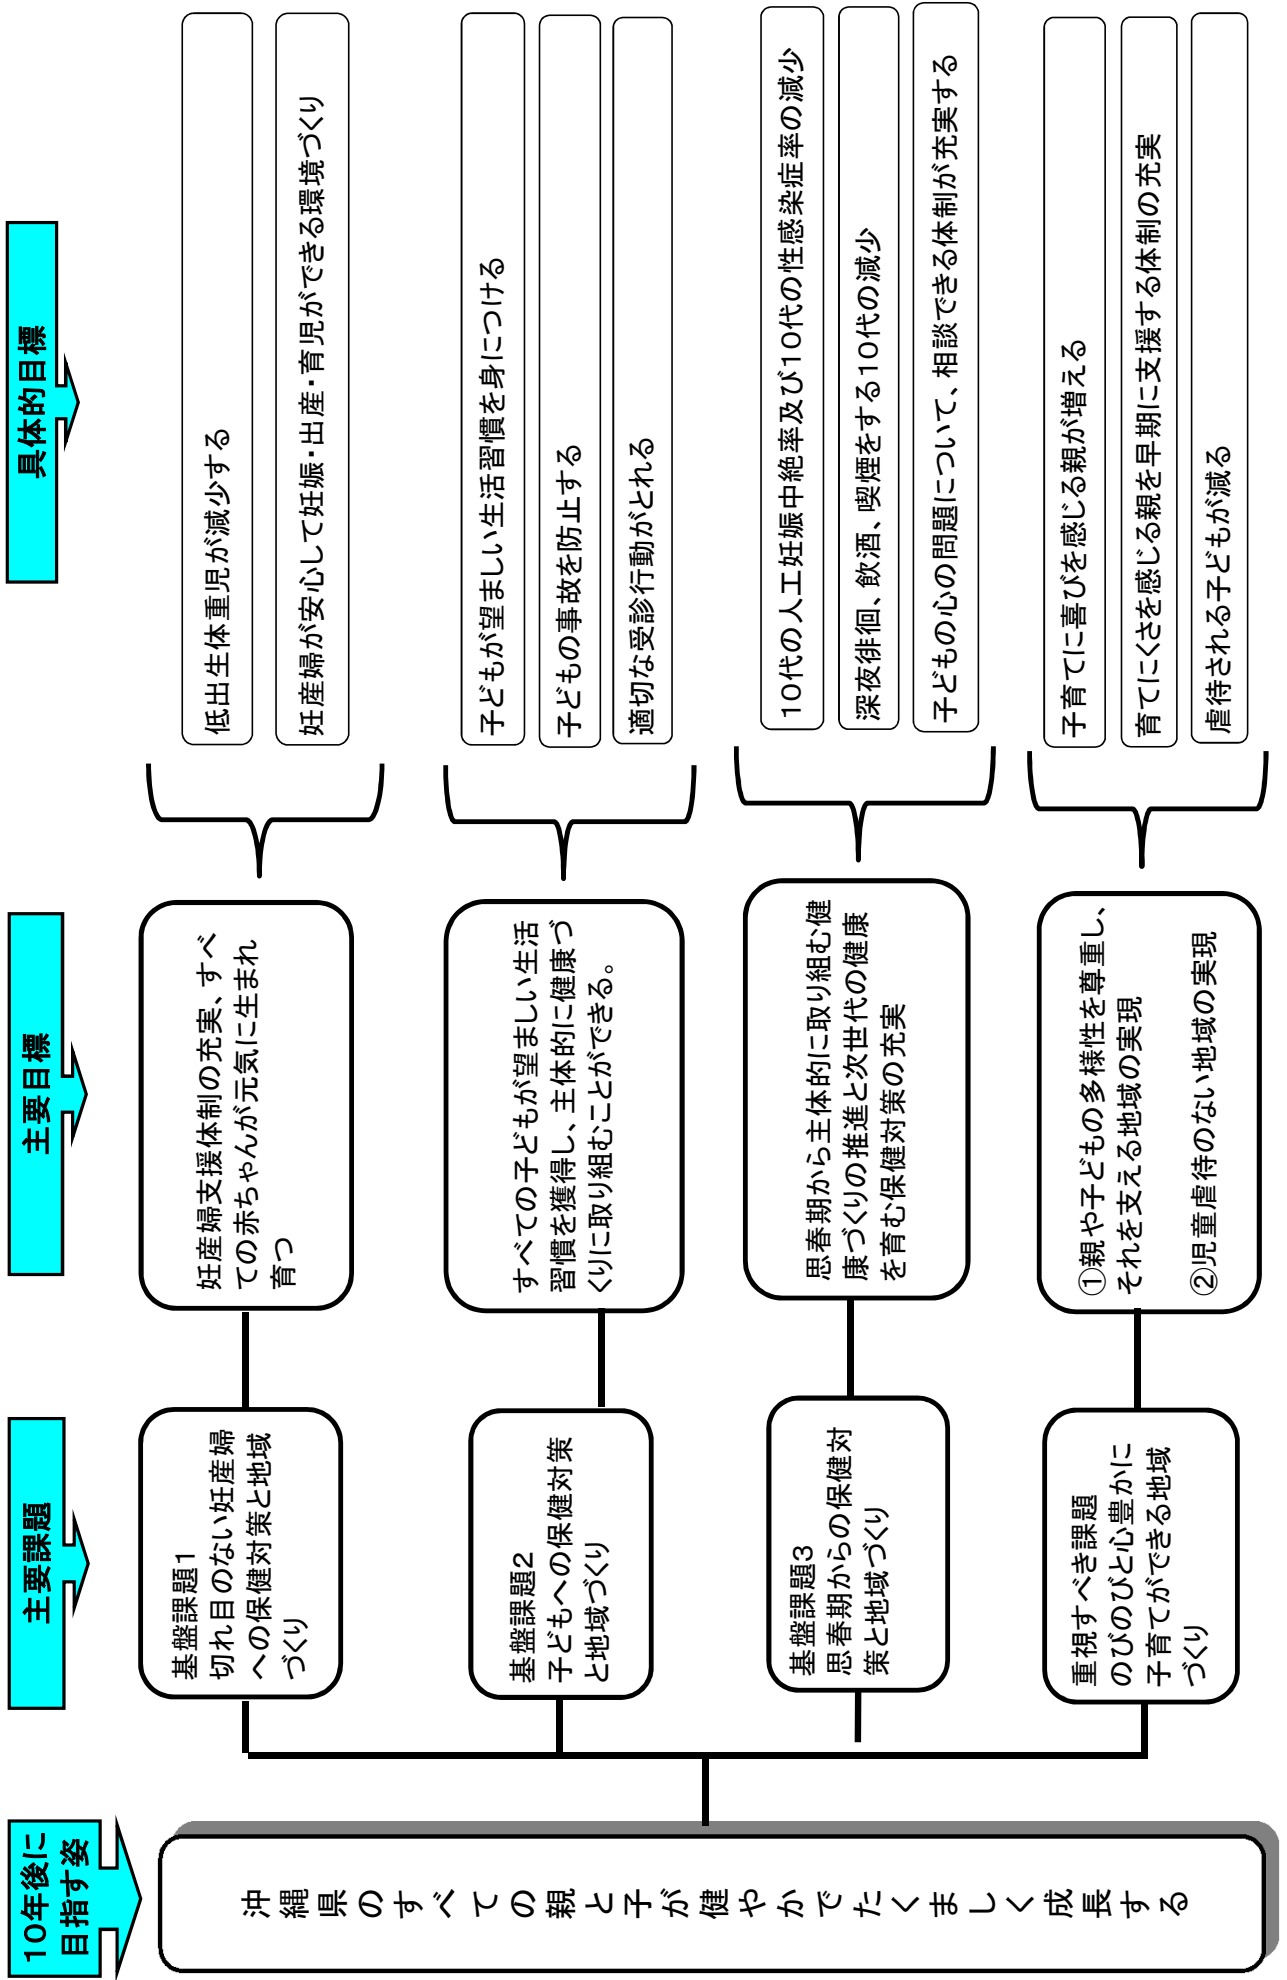 10年後に
目指す姿
主要課題
主要目標
具体的目標
沖縄県のすべての親と子が健やかでたくましく成長する
基盤課題1
切れ目のない妊産婦
への保健対策と地域
づくり
妊産婦支援体制の充実、すべ
ての赤ちゃんが元気に生まれ
育つ
低出生体重児が減少する
妊産婦が安心して妊娠・出産・育児ができる環境づくり
基盤課題2
子どもへの保健対策
と地域づくり
すべての子どもが望ましい生活
習慣を獲得し、主体的に健康づ
くりに取り組むことができる。
子どもが望ましい生活習慣を身につける
子どもの事故を防止する
適切な受診行動がとれる
基盤課題3
思春期からの保健対
策と地域づくり
思春期から主体的に取り組む健
康づくりの推進と次世代の健康
を育む保健対策の充実
10代の人工妊娠中絶率及び10代の性感染症率の減少
深夜徘徊、飲酒、喫煙をする10代の減少
子どもの心の問題について、相談できる体制が充実する
重視すべき課題
のびのびと心豊かに
子育てができる地域
づくり
①親や子どもの多様性を尊重し、
それを支える地域の実現
②児童虐待のない地域の実現
子育てに喜びを感じる親が増える
育てにくさを感じる親を早期に支援する体制の充実
虐待される子どもが減る